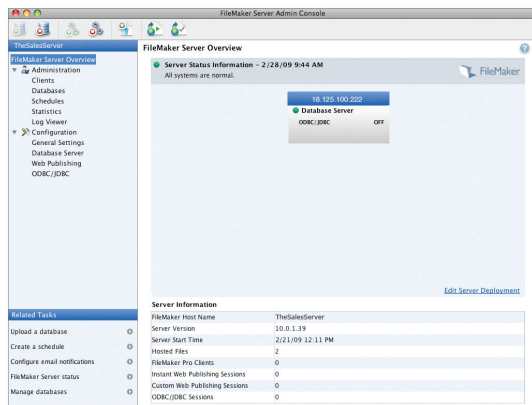 FileMaker Server Admin Console
TheSalesServer
FileMaker Server Overview
Administration
Clients
Databases
Schedules
Statistics
Log Viewer
Configuration
General Settings
Database Server
Web Publishing
ODBC/JDBC
Related Tasks
Upload a database
Create a schedule
Configure email notifications
FileMaker Server status
Manage databases
FileMaker Server Overview
Server Status Information – 2/28/09 9:44 AM
All systems are normal.
FileMaker
18.125.100.222
Database Server
ODBC/JDBC OFF
Edit Server Deployment
Server Information
FileMaker Host Name TheSalesServer
Server Version 10.0.1.39
Server Start Time 2/21/09 12:11 PM
Hosted Files 2
FileMaker Pro Clients 0
Instant Web Publishing Sessions 0
Custom Web Publishing Sessions 0
ODBC/JDBC Sessions 0